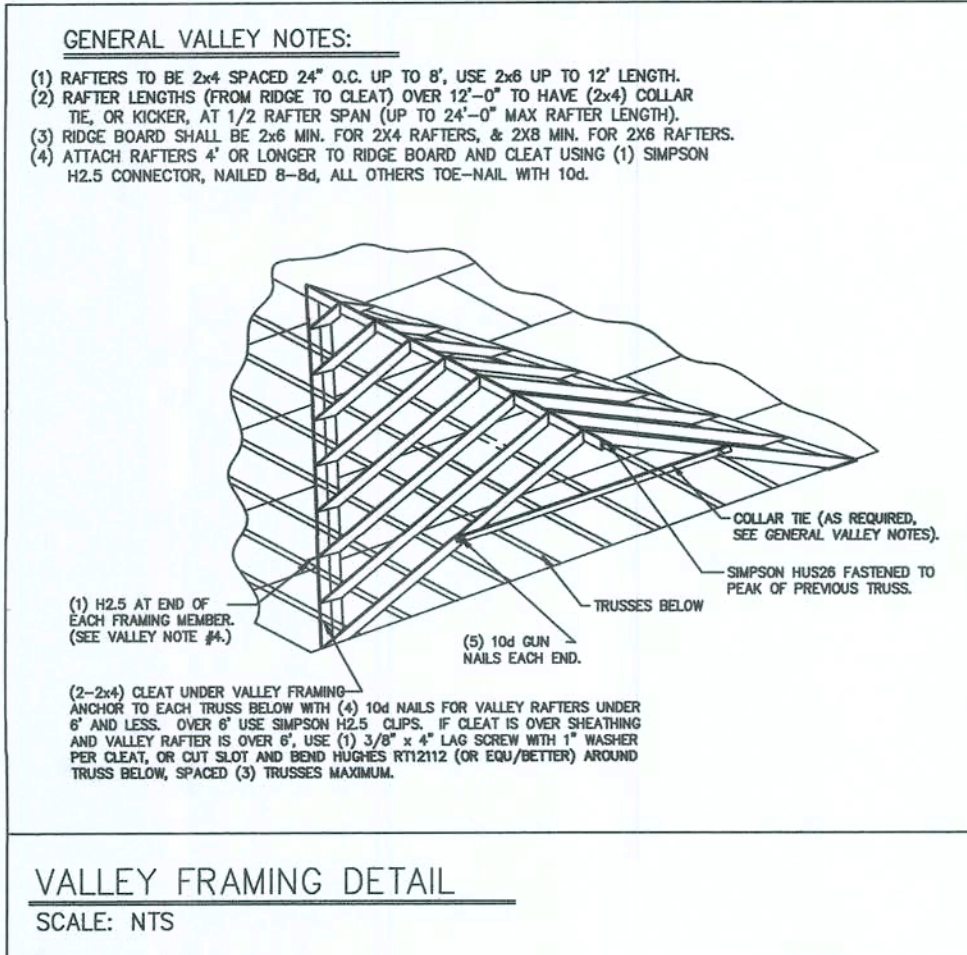 GENERAL VALLEY NOTES:
(1) RAFTERS TO BE 2x4 SPACED 24" O.C. UP TO 8', USE 2x6 UP TO 12' LENGTH.
(2) RAFTER LENGTHS (FROM RIDGE TO CLEAT) OVER 12'-0" TO HAVE (2x4) COLLAR
TIE, OR KICKER, AT 1/2 RAFTER SPAN (UP TO 24'-0" MAX RAFTER LENGTH).
(3) RIDGE BOARD SHALL BE 2x6 MIN. FOR 2X4 RAFTERS, & 2X8 MIN. FOR 2X6 RAFTERS.
(4) ATTACH RAFTERS 4' OR LONGER TO RIDGE BOARD AND CLEAT USING (1) SIMPSON
H2.5 CONNECTOR, NAILED 8-8d, ALL OTHERS TOE-NAIL WITH 10d.
COLLAR TIE (AS REQUIRED,
SEE GENERAL VALLEY NOTES).
SIMPSON HUS26 FASTENED TO
PEAK OF PREVIOUS TRUSS.
TRUSSES BELOW
(1) H2.5 AT END OF
EACH FRAMING MEMBER.
(SEE VALLEY NOTE #4.)
(5) 10d GUN
NAILS EACH END.
(2-2x4) CLEAT UNDER VALLEY FRAMING
ANCHOR TO EACH TRUSS BELOW WITH (4) 10d NAILS FOR VALLEY RAFTERS UNDER
6' AND LESS. OVER 6' USE SIMPSON H2.5 CLIPS. IF CLEAT IS OVER SHEATHING
AND VALLEY RAFTER IS OVER 6', USE (1) 3/8" x 4" LAG SCREW WITH 1" WASHER
PER CLEAT, OR CUT SLOT AND BEND HUGHES RT12112 (OR EQU/BETTER) AROUND
TRUSS BELOW, SPACED (3) TRUSSES MAXIMUM.
VALLEY FRAMING DETAIL
SCALE: NTS